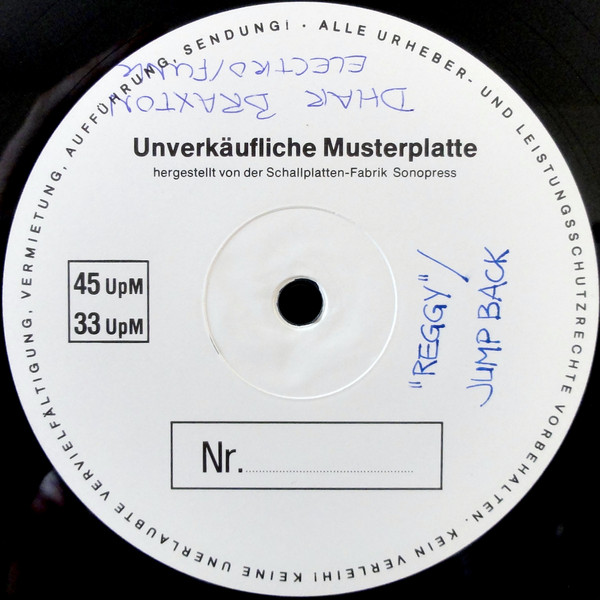 ALLE URHEBER- UND LEISTUNGSSCHUTZRECHTE VORBEHALTEN. KEIN VERLEIH! KEINE UNERLAUBTE VERVIELFÄLTIGUNG, VERMIETUNG, AUFFÜHRUNG, SENDUNG! ·
DHAR BRAXTON
ELECTRO/FUNK
Unverkäufliche Musterplatte
hergestellt von der Schallplatten-Fabrik Sonopress
45 UpM
33 UpM
"REGGY" /
JUMP BACK
Nr.